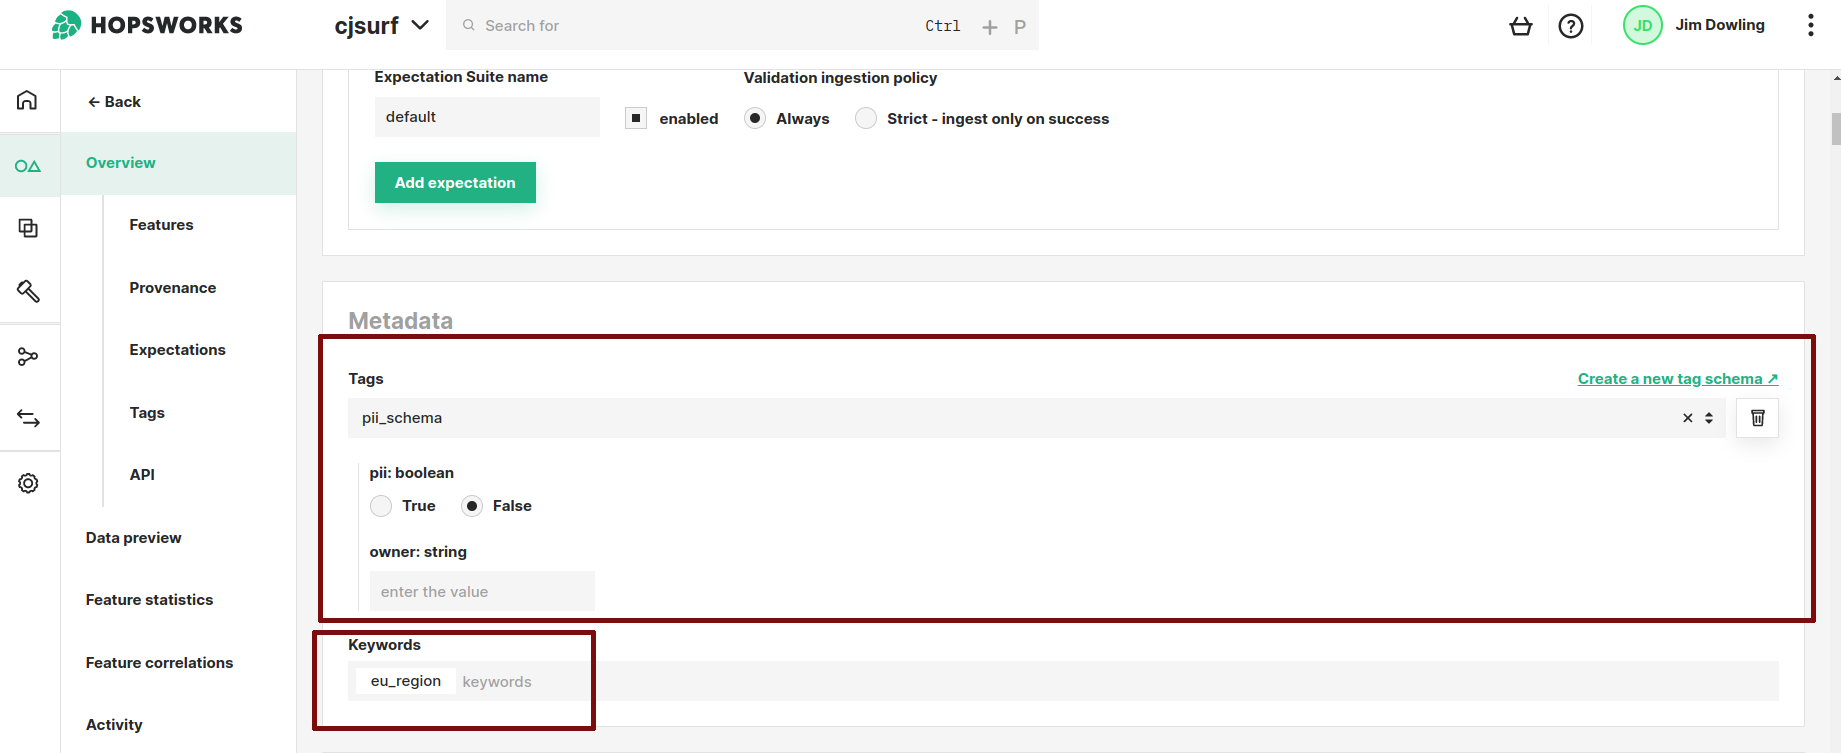 HOPSWORKS
cjsurf
Search for
Ctrl + P
JD
Jim Dowling
← Back
Overview
Features
Provenance
Expectations
Tags
API
Data preview
Feature statistics
Feature correlations
Activity
Expectation Suite name
Validation ingestion policy
default
enabled
Always
Strict - ingest only on success
Add expectation
Metadata
Tags
Create a new tag schema ↗
pii_schema
pii: boolean
True
False
owner: string
enter the value
Keywords
eu_region
keywords